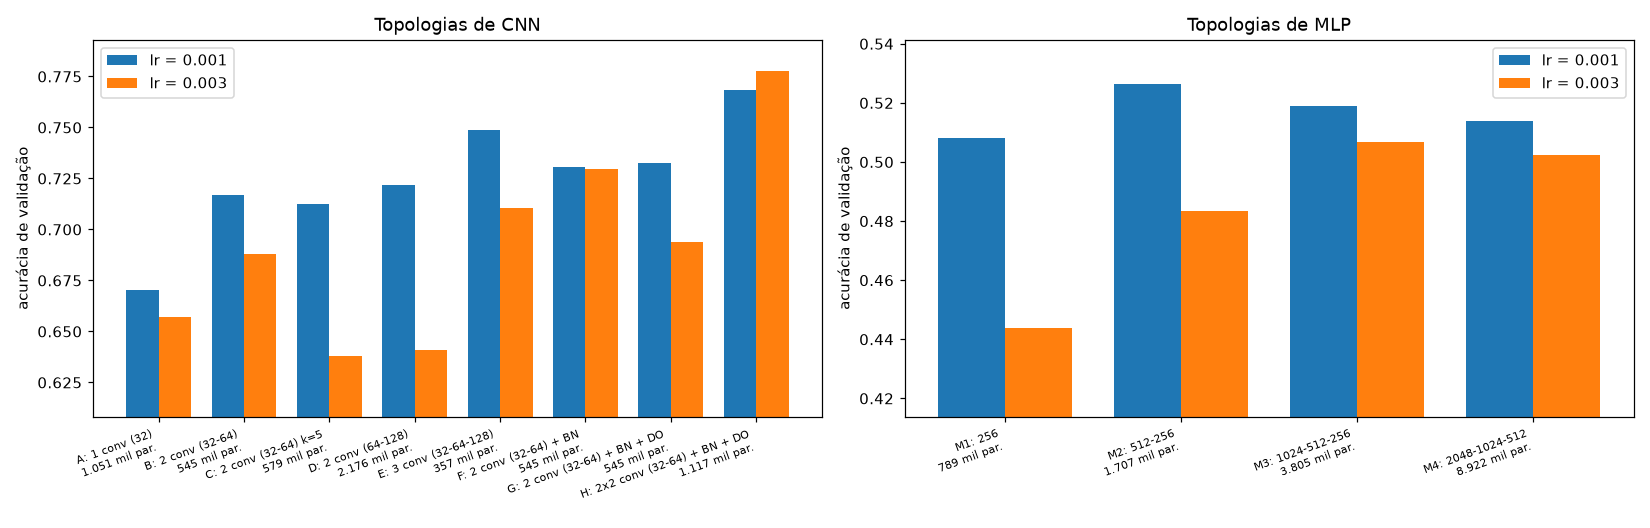 Topologias de CNN
lr = 0.001
lr = 0.003
acurácia de validação
0.775
0.750
0.725
0.700
0.675
0.650
0.625
A: 1 conv (32)
1.051 mil par.
B: 2 conv (32-64)
545 mil par.
C: 2 conv (32-64) k=5
579 mil par.
D: 2 conv (64-128)
2.176 mil par.
E: 3 conv (32-64-128)
357 mil par.
F: 2 conv (32-64) + BN
545 mil par.
G: 2 conv (32-64) + BN + DO
545 mil par.
H: 2x2 conv (32-64) + BN + DO
1.117 mil par.
Topologias de MLP
lr = 0.001
lr = 0.003
acurácia de validação
0.54
0.52
0.50
0.48
0.46
0.44
0.42
M1: 256
789 mil par.
M2: 512-256
1.707 mil par.
M3: 1024-512-256
3.805 mil par.
M4: 2048-1024-512
8.922 mil par.